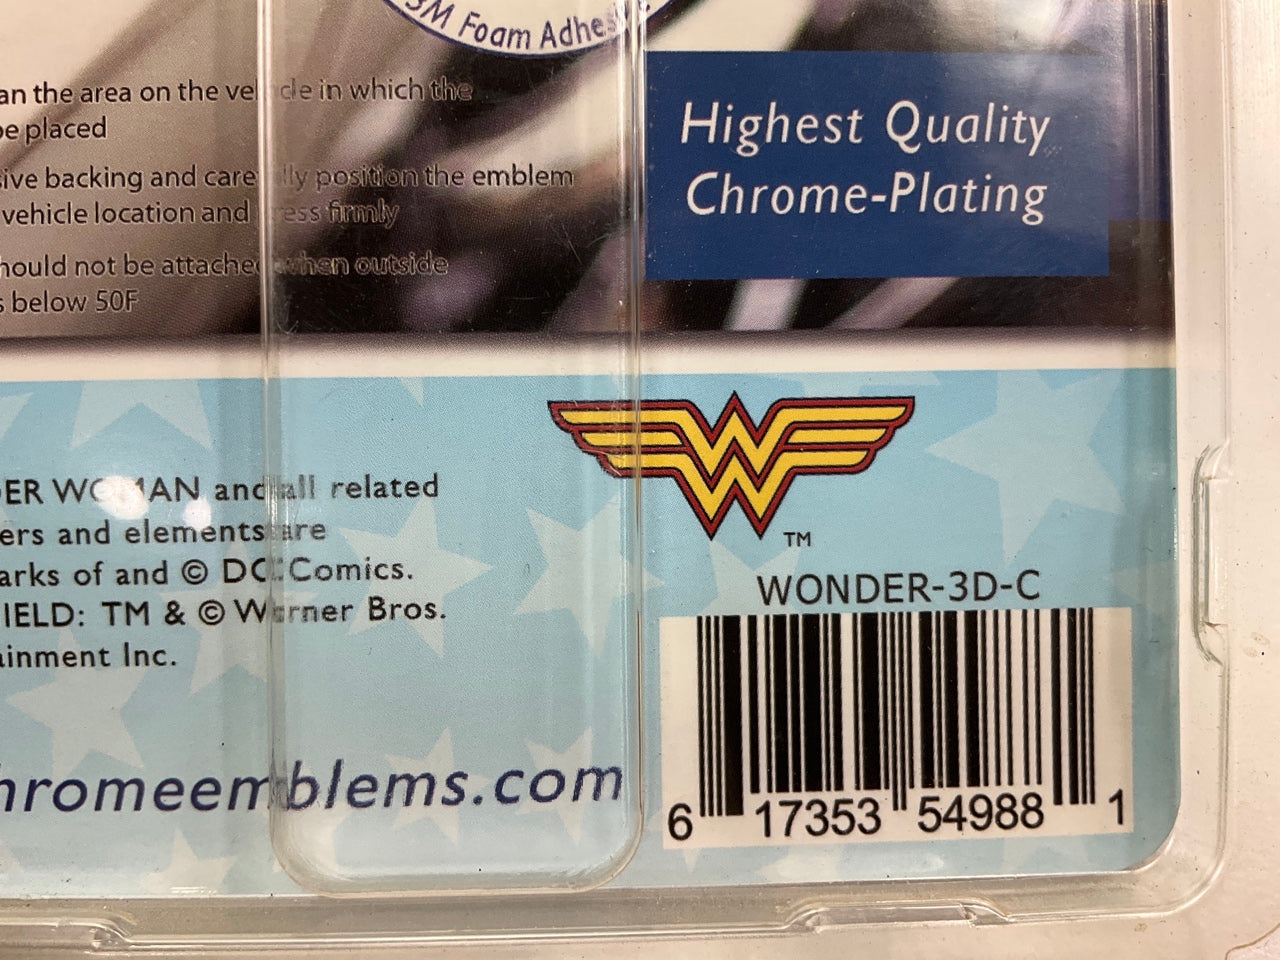 3M Foam Adhes
an the area on the vehicle in which the
be placed
sive backing and carefully position the emblem
vehicle location and press firmly
hould not be attached when outside
s below 50F
Highest Quality
Chrome-Plating
DER WOMAN and all related
ers and elements are
arks of and © DC Comics.
IELD: TM & © Warner Bros.
ainment Inc.
hromeemblems.com
TM
WONDER-3D-C
6 17353 54988 1